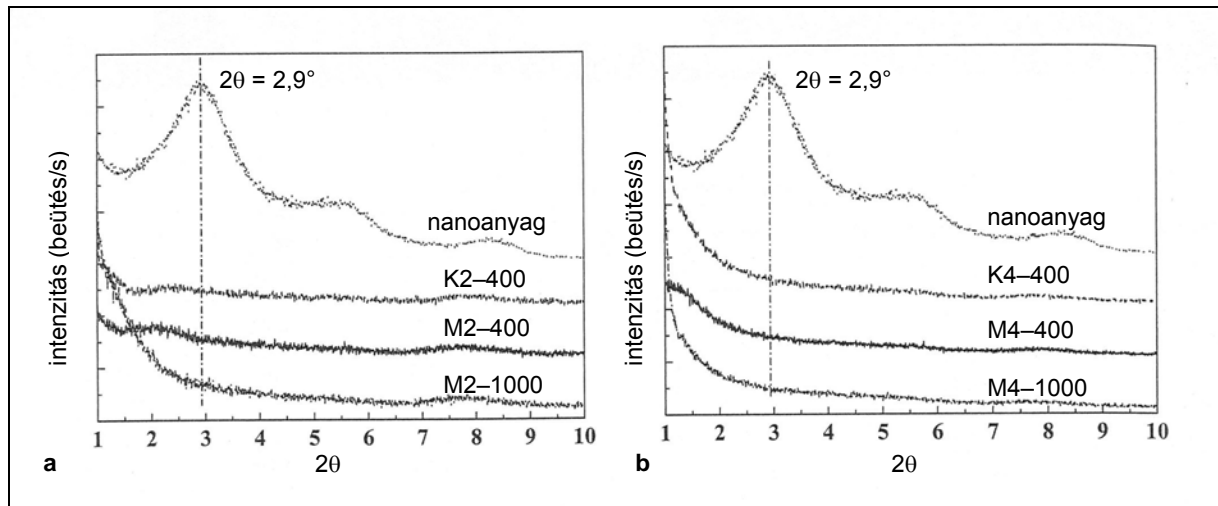 intenzitás (beütés/s)
2θ = 2,9°
nanoanyag
K2–400
M2–400
M2–1000
1 2 3 4 5 6 7 8 9 10
a
2θ
intenzitás (beütés/s)
2θ = 2,9°
nanoanyag
K4–400
M4–400
M4–1000
1 2 3 4 5 6 7 8 9 10
b
2θ